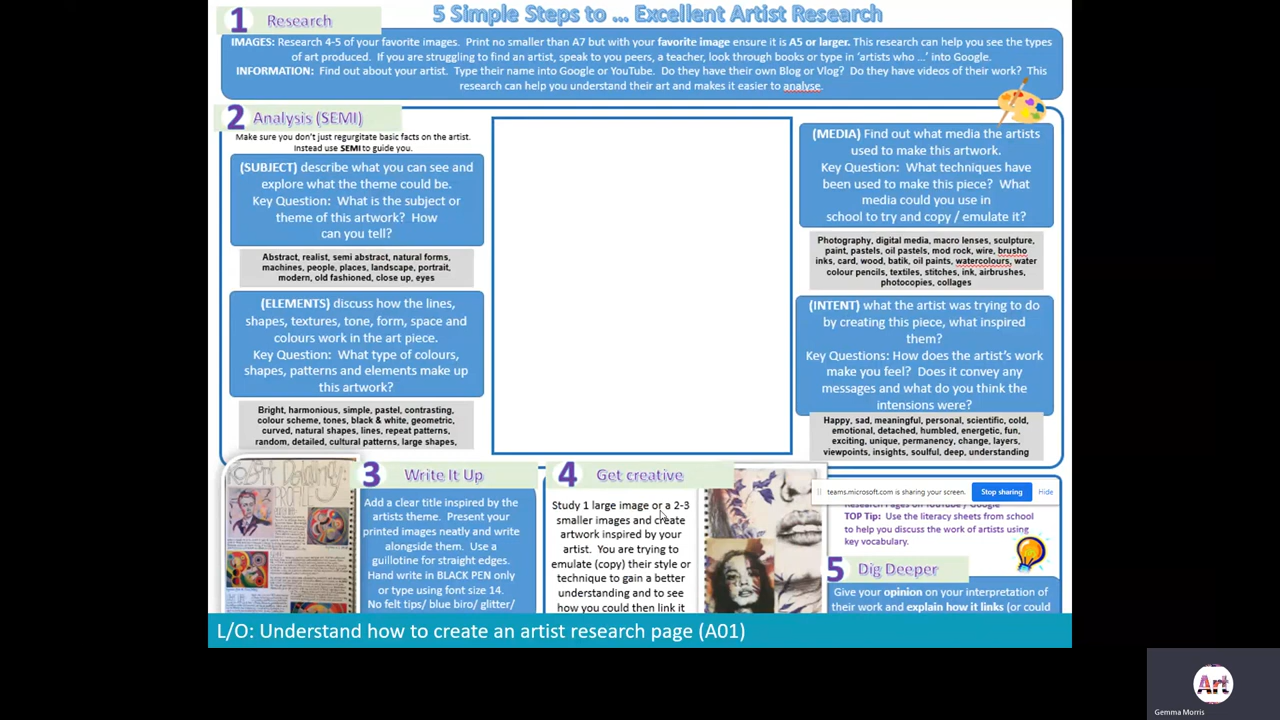 5 Simple Steps to ... Excellent Artist Research
1 Research
IMAGES: Research 4-5 of your favorite images. Print no smaller than A7 but with your favorite image ensure it is A5 or larger. This research can help you see the types
of art produced. If you are struggling to find an artist, speak to you peers, a teacher, look through books or type in ‘artists who ...’ into Google.
INFORMATION: Find out about your artist. Type their name into Google or YouTube. Do they have their own Blog or Vlog? Do they have videos of their work? This
research can help you understand their art and makes it easier to analyse.
2 Analysis (SEMI)
Make sure you don’t just regurgitate basic facts on the artist.
Instead use SEMI to guide you.
(SUBJECT) describe what you can see and
explore what the theme could be.
Key Question: What is the subject or
theme of this artwork? How
can you tell?
Abstract, realist, semi abstract, natural forms,
machines, people, places, landscape, portrait,
modern, old fashioned, close up, eyes
(ELEMENTS) discuss how the lines,
shapes, textures, tone, form, space and
colours work in the art piece.
Key Question: What type of colours,
shapes, patterns and elements make up
this artwork?
Bright, harmonious, simple, pastel, contrasting,
colour scheme, tones, black & white, geometric,
curved, natural shapes, lines, repeat patterns,
random, detailed, cultural patterns, large shapes,
(MEDIA) Find out what media the artists
used to make this artwork.
Key Question: What techniques have
been used to make this piece? What
media could you use in
school to try and copy / emulate it?
Photography, digital media, macro lenses, sculpture,
paint, pastels, oil pastels, mod rock, wire, brusho
inks, card, wood, batik, oil paints, watercolours, water
colour pencils, textiles, stitches, ink, airbrushes,
photocopies, collages
(INTENT) what the artist was trying to do
by creating this piece, what inspired
them?
Key Questions: How does the artist’s work
make you feel? Does it convey any
messages and what do you think the
intensions were?
Happy, sad, meaningful, personal, scientific, cold,
emotional, detached, humbled, energetic, fun,
exciting, unique, permanency, change, layers,
viewpoints, insights, soulful, deep, understanding
3 Write It Up
Add a clear title inspired by the
artists theme. Present your
printed images neatly and write
alongside them. Use a
guillotine for straight edges.
Hand write in BLACK PEN only
or type using font size 14.
No felt tips/ blue biro/ glitter/
4 Get creative
Study 1 large image or a 2-3
smaller images and create
artwork inspired by your
artist. You are trying to
emulate (copy) their style or
technique to gain a better
understanding and to see
how you could then link it
teams.microsoft.com is sharing your screen.
Stop sharing
Hide
Research Pages on YouTube / Google
TOP Tip: Use the literacy sheets from school
to help you discuss the work of artists using
key vocabulary.
5 Dig Deeper
Give your opinion on your interpretation of
their work and explain how it links (or could
L/O: Understand how to create an artist research page (A01)
Art
Gemma Morris